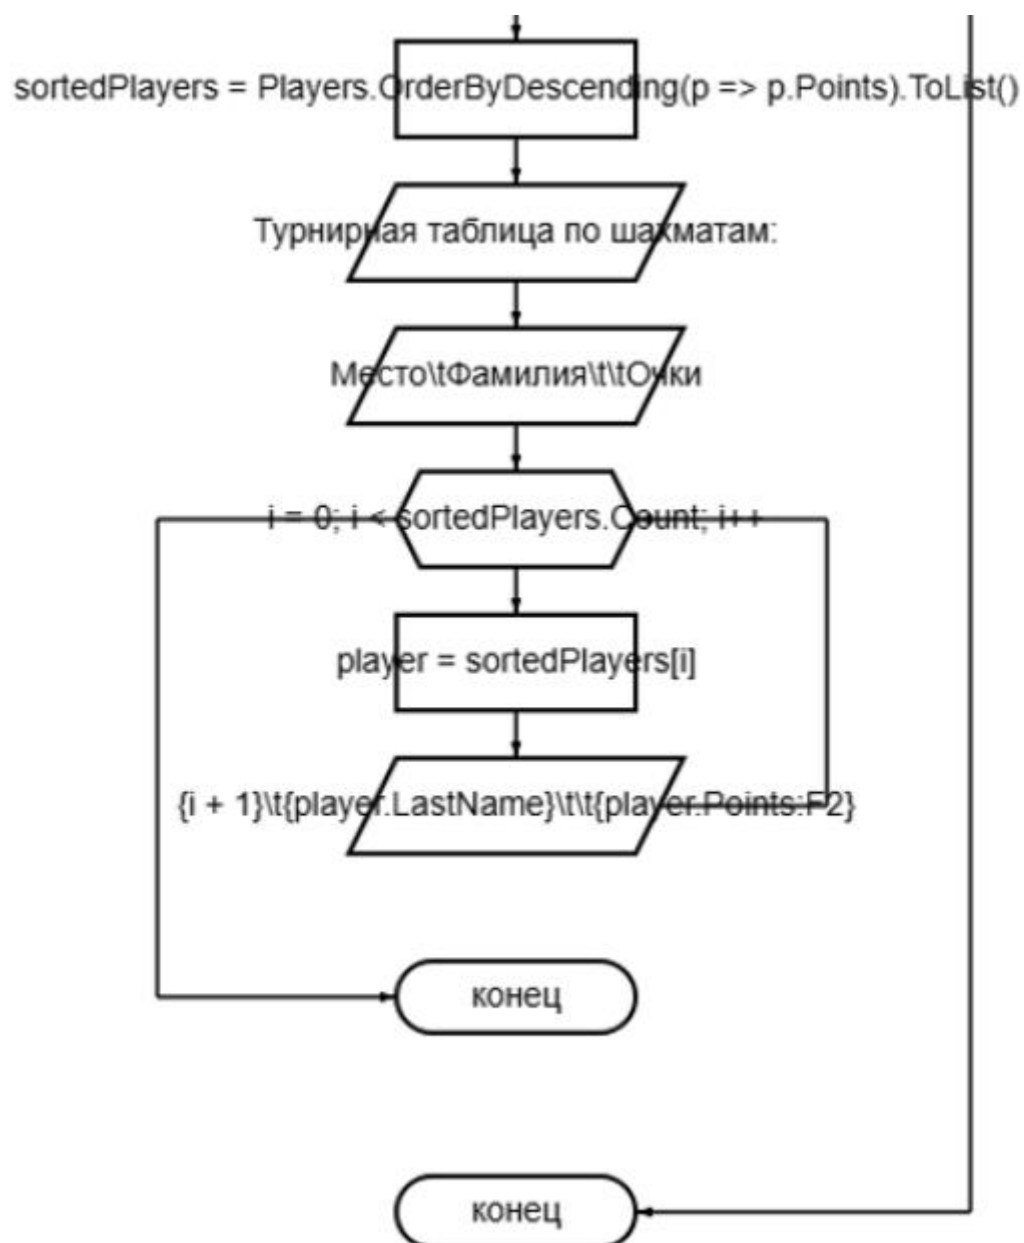 sortedPlayers = Players.OrderByDescending(p => p.Points).ToList()
Турнирная таблица по шахматам:
Место\tФамилия\t\tОчки
i = 0; i < sortedPlayers.Count; i++
player = sortedPlayers[i]
{i + 1}\t{player.LastName}\t\t{player.Points:F2}
конец
конец